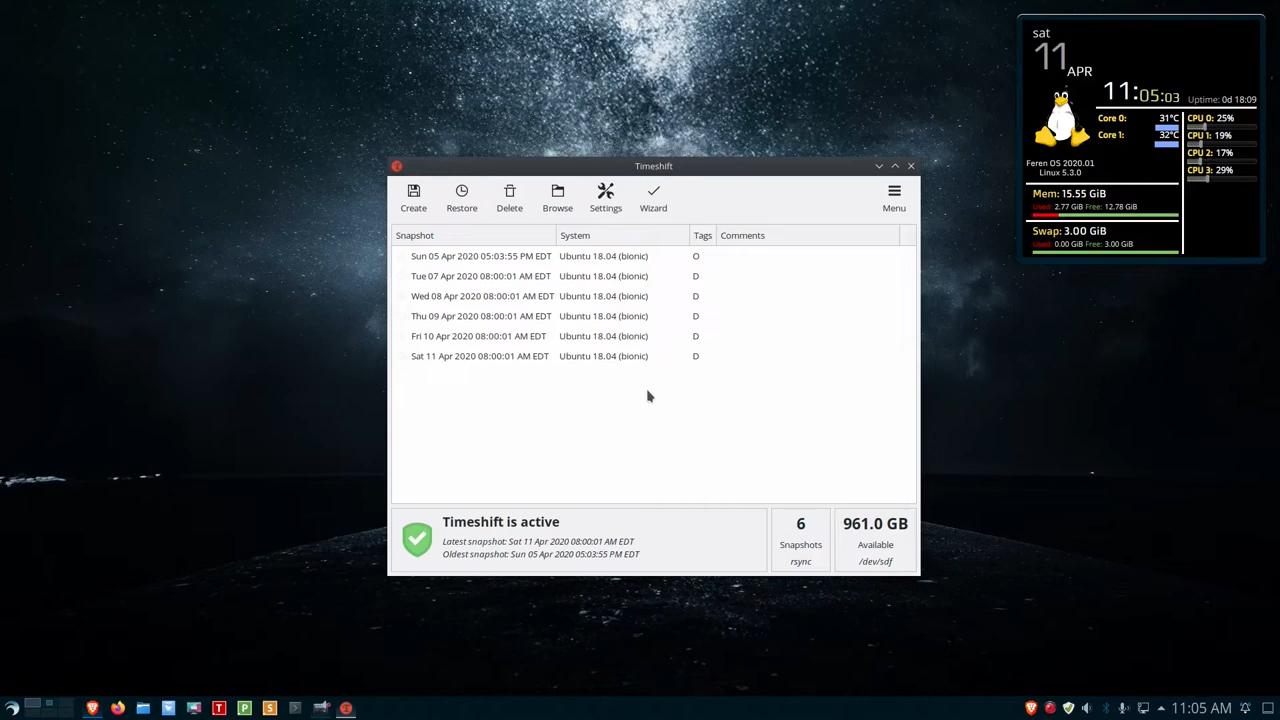 sat
11
APR
11:05:03
Uptime: 0d 18:09
Core 0: 31°C
Core 1: 32°C
CPU 0: 25%
CPU 1: 19%
CPU 2: 17%
CPU 3: 29%
Feren OS 2020.01
Linux 5.3.0
Mem: 15.55 GiB
Used: 2.77 GiB Free: 12.78 GiB
Swap: 3.00 GiB
Used: 0.00 GiB Free: 3.00 GiB
Timeshift
Create Restore Delete Browse Settings Wizard Menu
Snapshot System Tags Comments
Sun 05 Apr 2020 05:03:55 PM EDT Ubuntu 18.04 (bionic) O
Tue 07 Apr 2020 08:00:01 AM EDT Ubuntu 18.04 (bionic) D
Wed 08 Apr 2020 08:00:01 AM EDT Ubuntu 18.04 (bionic) D
Thu 09 Apr 2020 08:00:01 AM EDT Ubuntu 18.04 (bionic) D
Fri 10 Apr 2020 08:00:01 AM EDT Ubuntu 18.04 (bionic) D
Sat 11 Apr 2020 08:00:01 AM EDT Ubuntu 18.04 (bionic) D
Timeshift is active
Latest snapshot: Sat 11 Apr 2020 08:00:01 AM EDT
Oldest snapshot: Sun 05 Apr 2020 05:03:55 PM EDT
6
Snapshots
rsync
961.0 GB
Available
/dev/sdf
T P S
11:05 AM